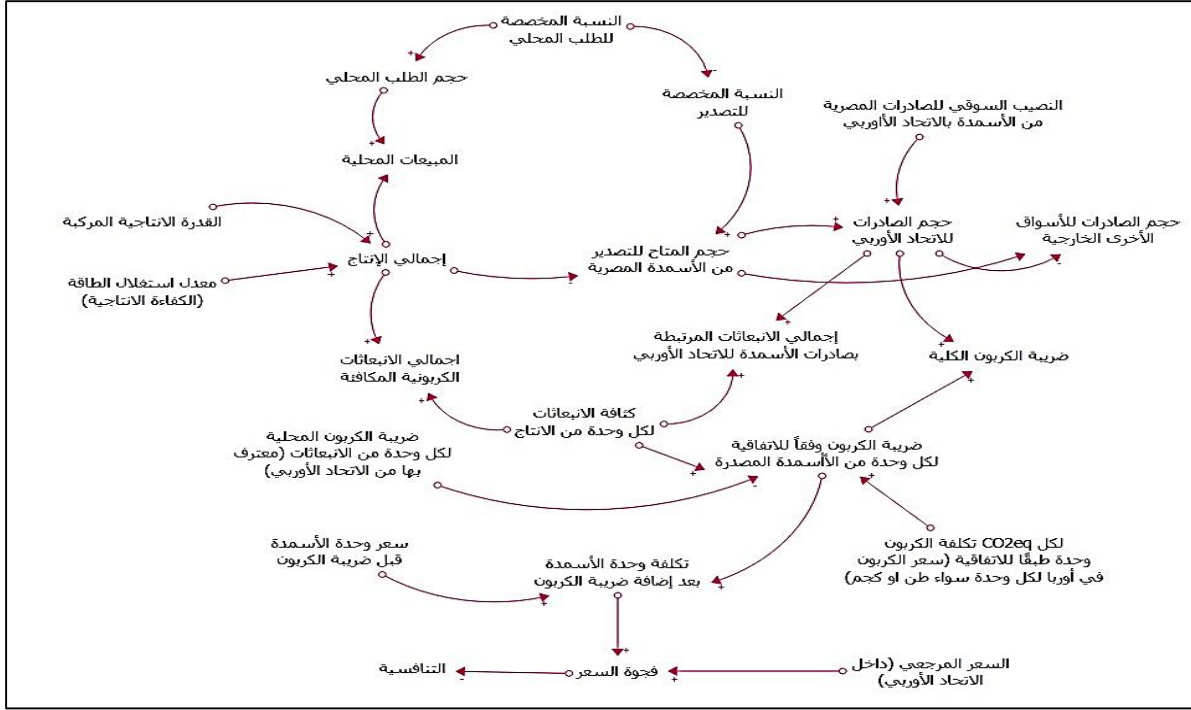 النسبة المخصصة
للطلب المحلي
حجم الطلب المحلي
النسبة المخصصة
للتصدير
النصيب السوقي للصادرات المصرية
من الأسمدة بالاتحاد الأاوربي
المبيعات المحلية
القدرة الانتاجية المركبة
حجم الصادرات
للاتحاد الأوربي
حجم الصادرات للأسواق
الأخرى الخارجية
إجمالي الإنتاج
حجم المتاح للتصدير
من الأسمدة المصرية
معدل استغلال الطاقة
(الكفاءة الانتاجية)
إجمالي الانبعاثات المرتبطة
بصادرات الأسمدة للاتحاد الأوربي
ضريبة الكربون الكلية
اجمالي الانبعاثات
الكربونية المكافئة
كثافة الانبعاثات
لكل وحدة من الانتاج
ضريبة الكربون المحلية
لكل وحدة من الانبعاثات (معترف
بها من الاتحاد الأوربي)
ضريبة الكربون وفقاً للاتفاقية
لكل وحدة من الأأسمدة المصدرة
سعر وحدة الأسمدة
قبل ضريبة الكربون
تكلفة وحدة الأسمدة
بعد إضافة ضريبة الكربون
لكل CO2eq تكلفة الكربون
وحدة طبقًا للاتفاقية (سعر الكربون
في أوربا لكل وحدة سواء طن او كجم)
السعر المرجعي (داخل
الاتحاد الأوربي)
فجوة السعر
التنافسية